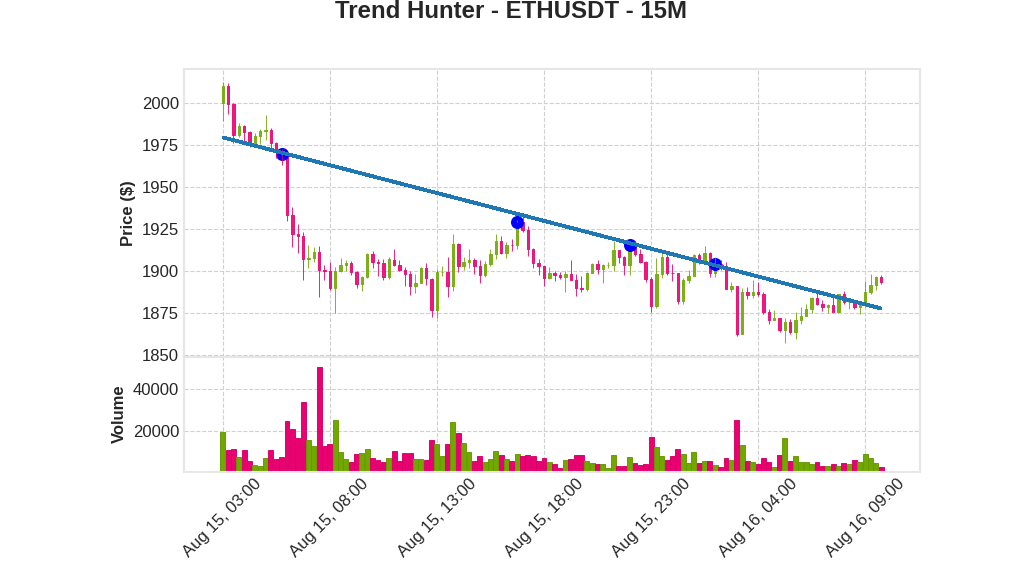 Trend Hunter - ETHUSDT - 15M
Price ($)
2000
1975
1950
1925
1900
1875
1850
Volume
40000
20000
Aug 15, 03:00
Aug 15, 08:00
Aug 15, 13:00
Aug 15, 18:00
Aug 15, 23:00
Aug 16, 04:00
Aug 16, 09:00